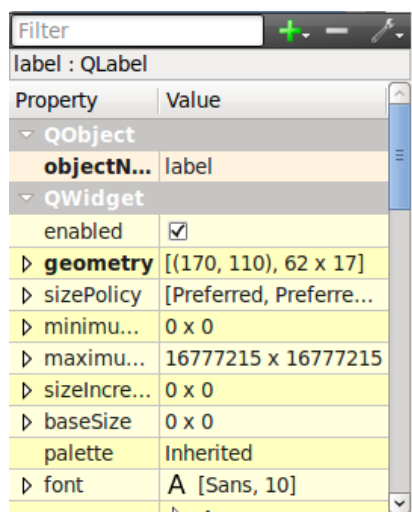 Filter
label : QLabel
Property Value
QObject
objectN... label
QWidget
enabled
geometry [(170, 110), 62 x 17]
sizePolicy [Preferred, Preferre...
minimu... 0 x 0
maximu... 16777215 x 16777215
sizeIncre... 0 x 0
baseSize 0 x 0
palette Inherited
font A [Sans, 10]